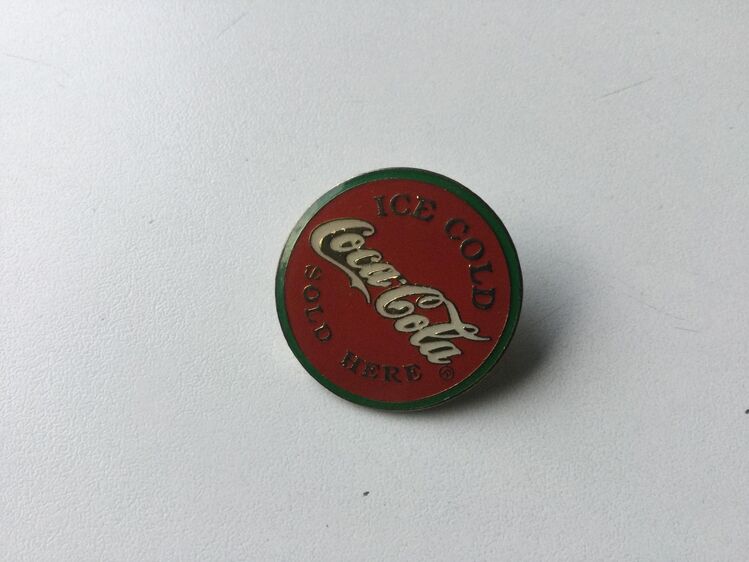 ICE COLD
Coca-Cola
SOLD HERE ®